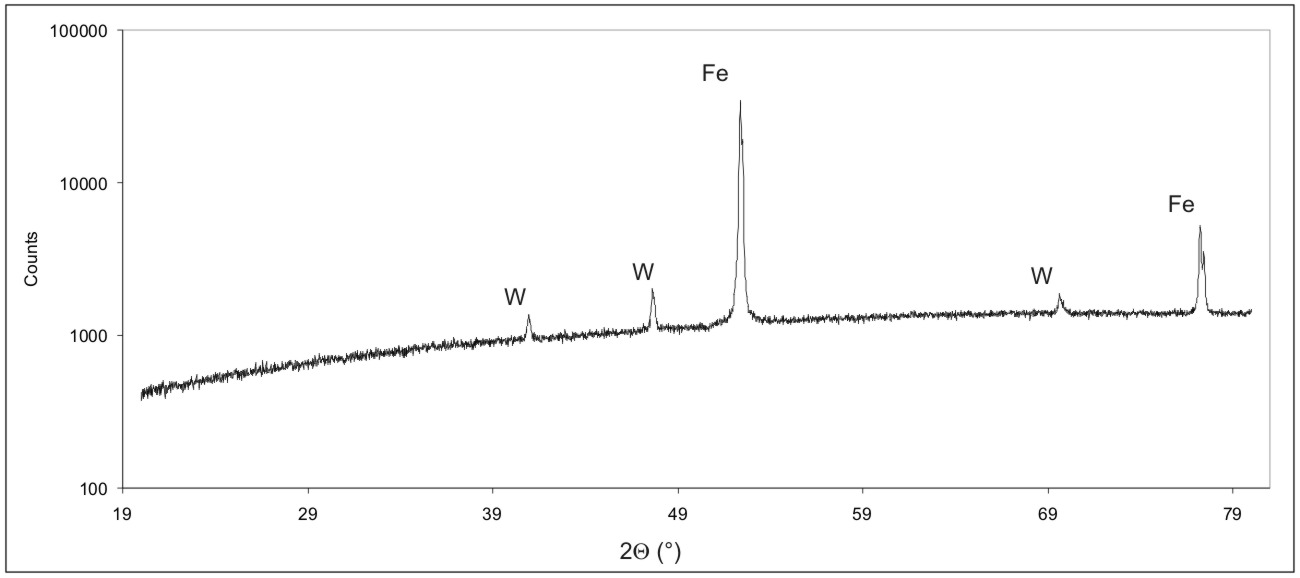 100000
Fe
10000
Fe
Counts
W
W
W
1000
100
19 29 39 49 59 69 79
2Θ (°)